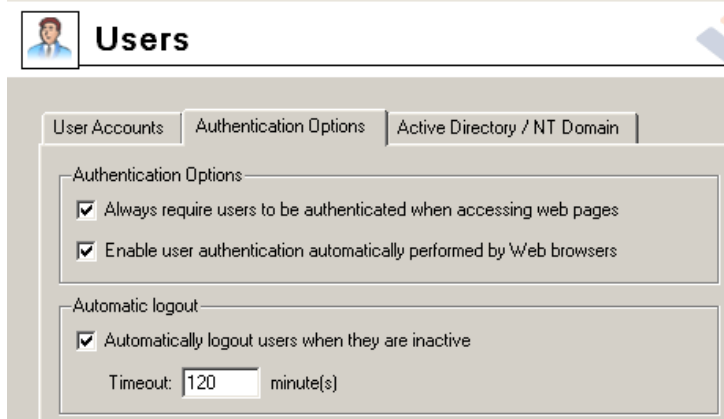 Users
User Accounts
Authentication Options
Active Directory / NT Domain
Authentication Options
Always require users to be authenticated when accessing web pages
Enable user authentication automatically performed by Web browsers
Automatic logout
Automatically logout users when they are inactive
Timeout: 120 minute(s)